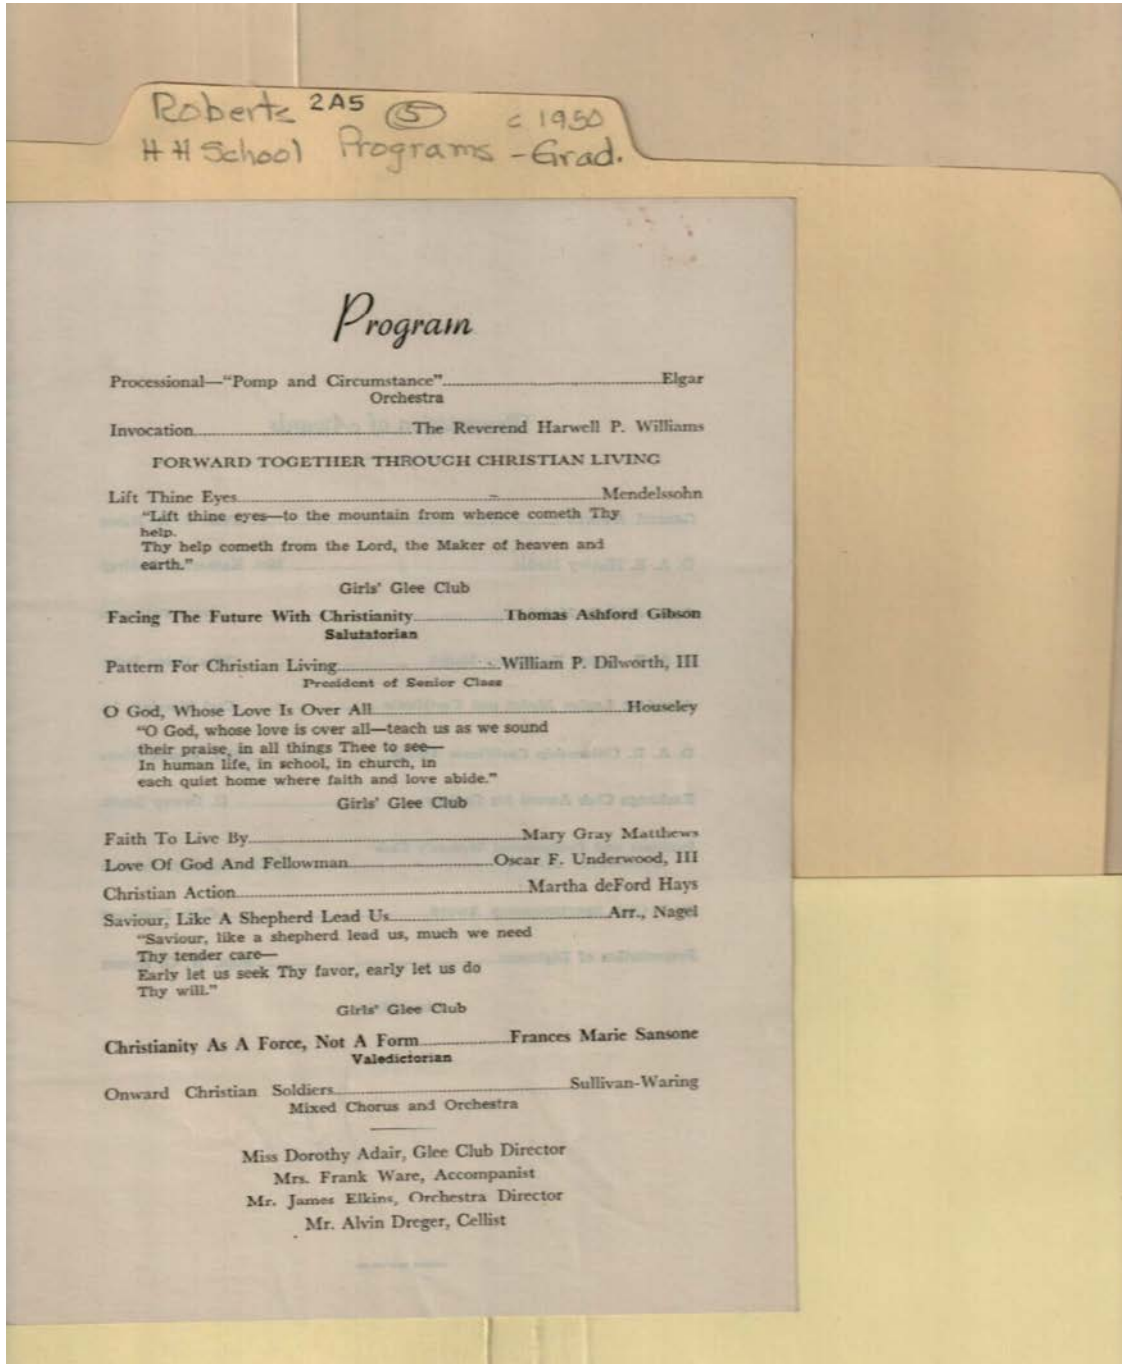 Roberts 2A5 5 c 1950
H H School Programs - Grad.
Program
Processional—"Pomp and Circumstance"........Elgar
Orchestra
Invocation........The Reverend Harwell P. Williams
FORWARD TOGETHER THROUGH CHRISTIAN LIVING
Lift Thine Eyes........Mendelssohn
"Lift thine eyes—to the mountain from whence cometh Thy
help.
Thy help cometh from the Lord, the Maker of heaven and
earth."
Girls' Glee Club
Facing The Future With Christianity........Thomas Ashford Gibson
Salutatorian
Pattern For Christian Living........William P. Dilworth, III
President of Senior Class
O God, Whose Love Is Over All........Houseley
"O God, whose love is over all—teach us as we sound
their praise, in all things Thee to see—
In human life, in school, in church, in
each quiet home where faith and love abide."
Girls' Glee Club
Faith To Live By........Mary Gray Matthews
Love Of God And Fellowman........Oscar F. Underwood, III
Christian Action........Martha deFord Hays
Saviour, Like A Shepherd Lead Us........Arr., Nagel
"Saviour, like a shepherd lead us, much we need
Thy tender care—
Early let us seek Thy favor, early let us do
Thy will."
Girls' Glee Club
Christianity As A Force, Not A Form........Frances Marie Sansone
Valedictorian
Onward Christian Soldiers........Sullivan-Waring
Mixed Chorus and Orchestra
Miss Dorothy Adair, Glee Club Director
Mrs. Frank Ware, Accompanist
Mr. James Elkins, Orchestra Director
Mr. Alvin Dreger, Cellist